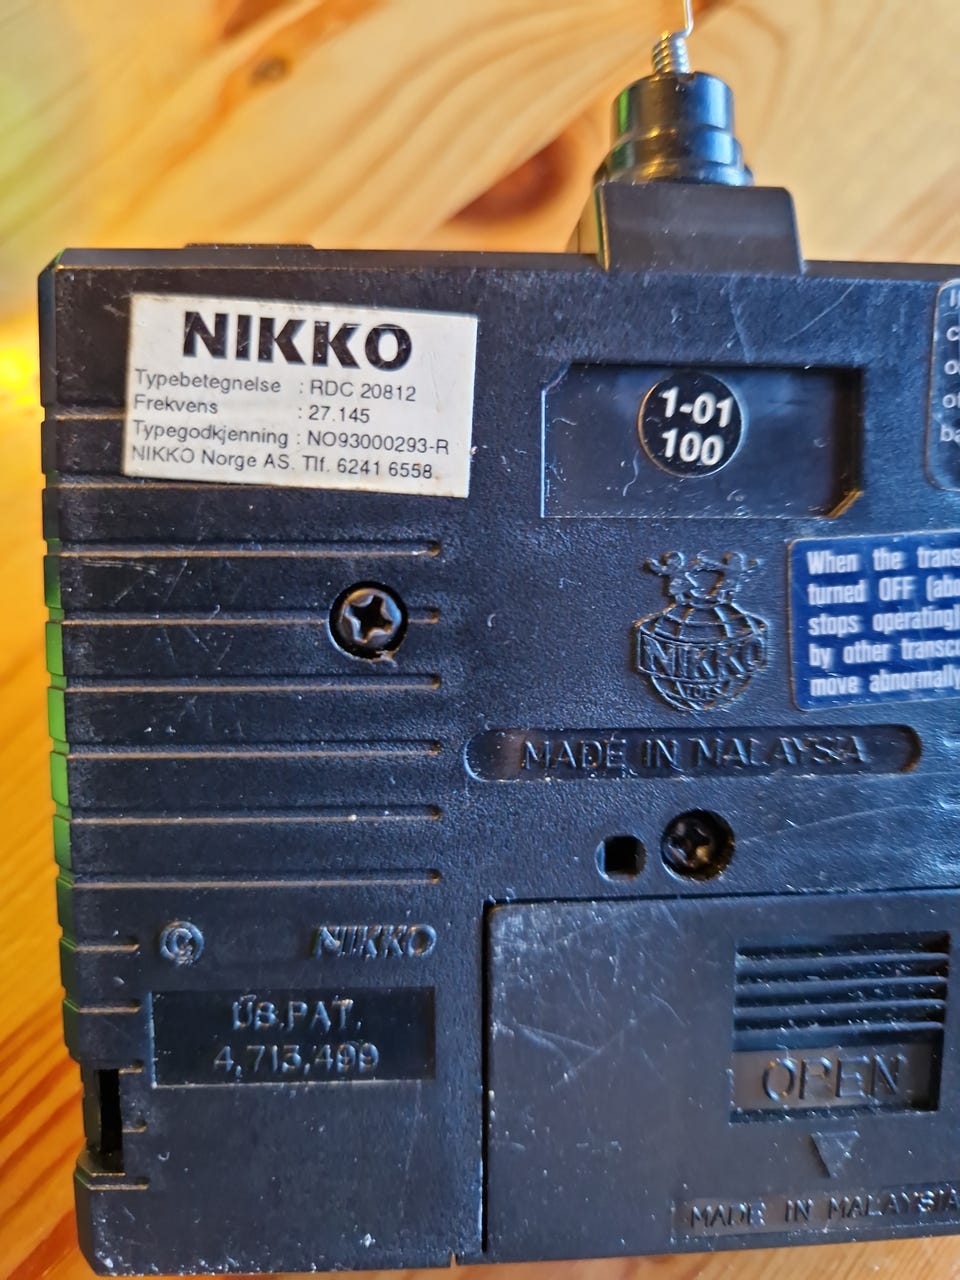 NIKKO
Typebetegnelse : RDC 20812
Frekvens : 27.145
Typegodkjenning : NO93000293-R
NIKKO Norge AS. Tlf. 6241 6558
1-01
100
When the trans
turned OFF (abo
stops operating)
by other transc
move abnormally
NIKKO
TOYS
MADE IN MALAYSIA
© NIKKO
US.PAT.
4,713,499
OPEN
MADE IN MALAYSIA